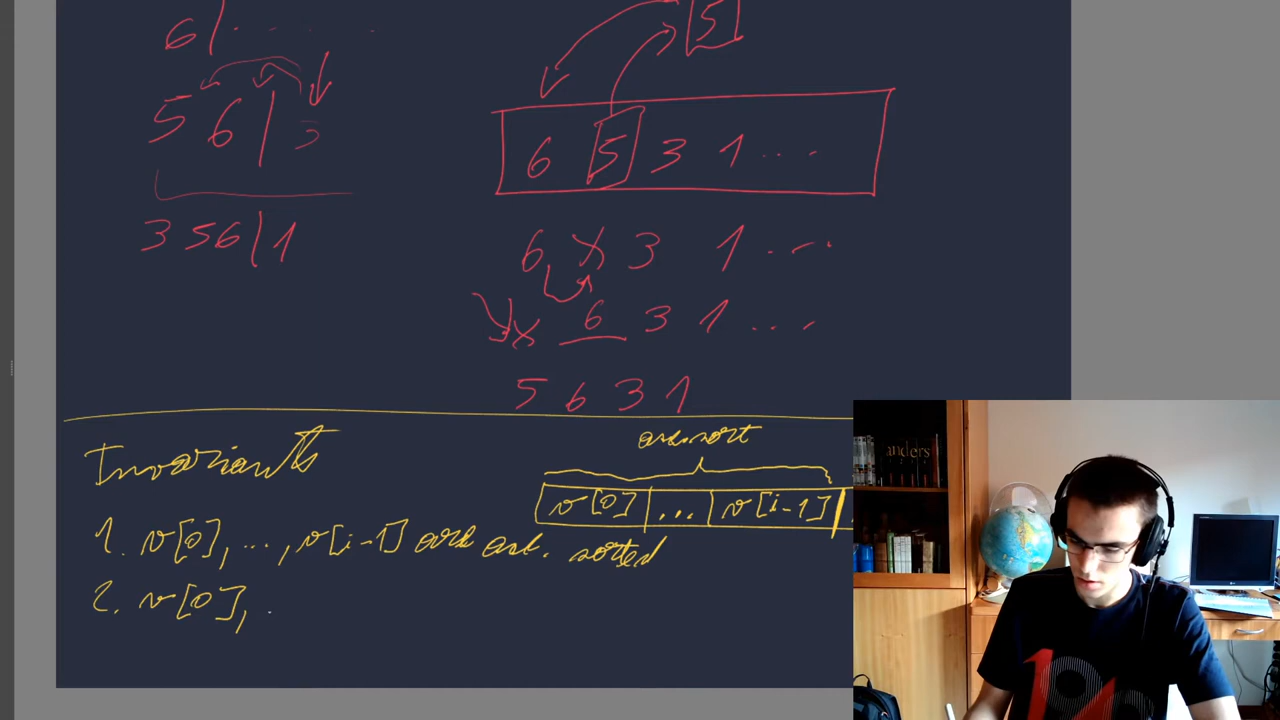 6 | . . . .
5 6 | 3
3 5 6 | 1
5
6 5 3 1 ...
6 3 1 ...
6 3 1 ...
5 6 3 1
Invariants
1. v[0], ..., v[i-1] are asc. sorted
2. v[0], .
asc. sort
v[0] ... v[i-1]
anders